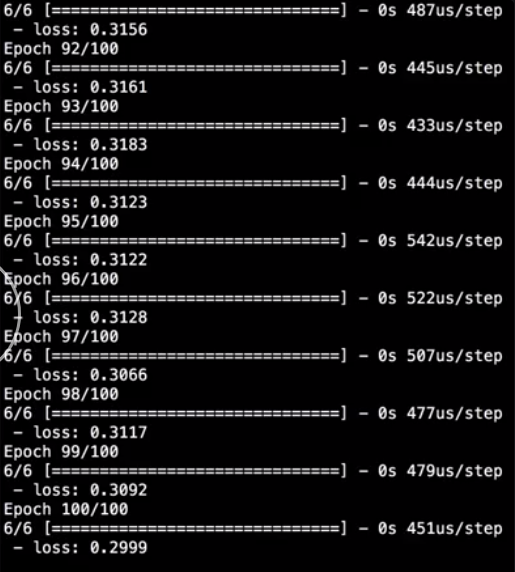 6/6 [==============================] - 0s 487us/step
 - loss: 0.3156
Epoch 92/100
6/6 [==============================] - 0s 445us/step
 - loss: 0.3161
Epoch 93/100
6/6 [==============================] - 0s 433us/step
 - loss: 0.3183
Epoch 94/100
6/6 [==============================] - 0s 444us/step
 - loss: 0.3123
Epoch 95/100
6/6 [==============================] - 0s 542us/step
 - loss: 0.3122
Epoch 96/100
6/6 [==============================] - 0s 522us/step
 - loss: 0.3128
Epoch 97/100
6/6 [==============================] - 0s 507us/step
 - loss: 0.3066
Epoch 98/100
6/6 [==============================] - 0s 477us/step
 - loss: 0.3117
Epoch 99/100
6/6 [==============================] - 0s 479us/step
 - loss: 0.3092
Epoch 100/100
6/6 [==============================] - 0s 451us/step
 - loss: 0.2999